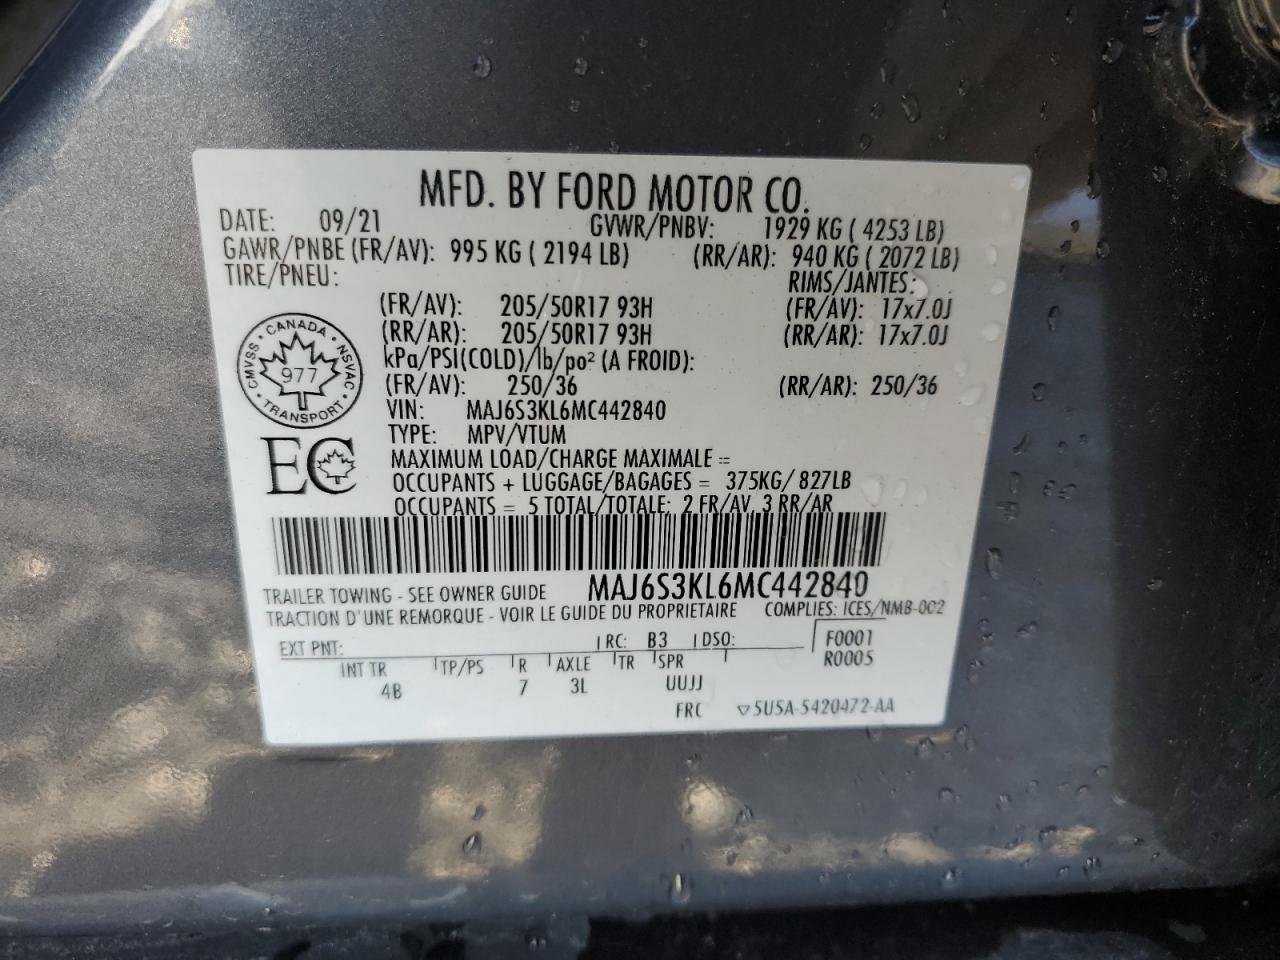 MFD. BY FORD MOTOR CO.
DATE: 09/21 GVWR/PNBV: 1929 KG ( 4253 LB)
GAWR/PNBE (FR/AV): 995 KG ( 2194 LB) (RR/AR): 940 KG ( 2072 LB)
TIRE/PNEU: RIMS/JANTES:
(FR/AV): 205/50R17 93H (FR/AV): 17x7.0J
(RR/AR): 205/50R17 93H (RR/AR): 17x7.0J
kPa/PSI(COLD)/lb/po² (A FROID):
(FR/AV): 250/36 (RR/AR): 250/36
CANADA
CMVSS 977 NSVAC
TRANSPORT
VIN: MAJ6S3KL6MC442840
TYPE: MPV/VTUM
EC
MAXIMUM LOAD/CHARGE MAXIMALE =
OCCUPANTS + LUGGAGE/BAGAGES = 375KG/ 827LB
OCCUPANTS = 5 TOTAL/TOTALE: 2 FR/AV, 3 RR/AR
TRAILER TOWING - SEE OWNER GUIDE MAJ6S3KL6MC442840
TRACTION D'UNE REMORQUE - VOIR LE GUIDE DU PROPRIETAIRE COMPLIES: ICES/NMB-002
EXT PNT: RC: B3 DSO: F0001
INT TR TP/PS R AXLE TR SPR R0005
4B 7 3L UUJJ
FRC ▽5U5A-5420472-AA